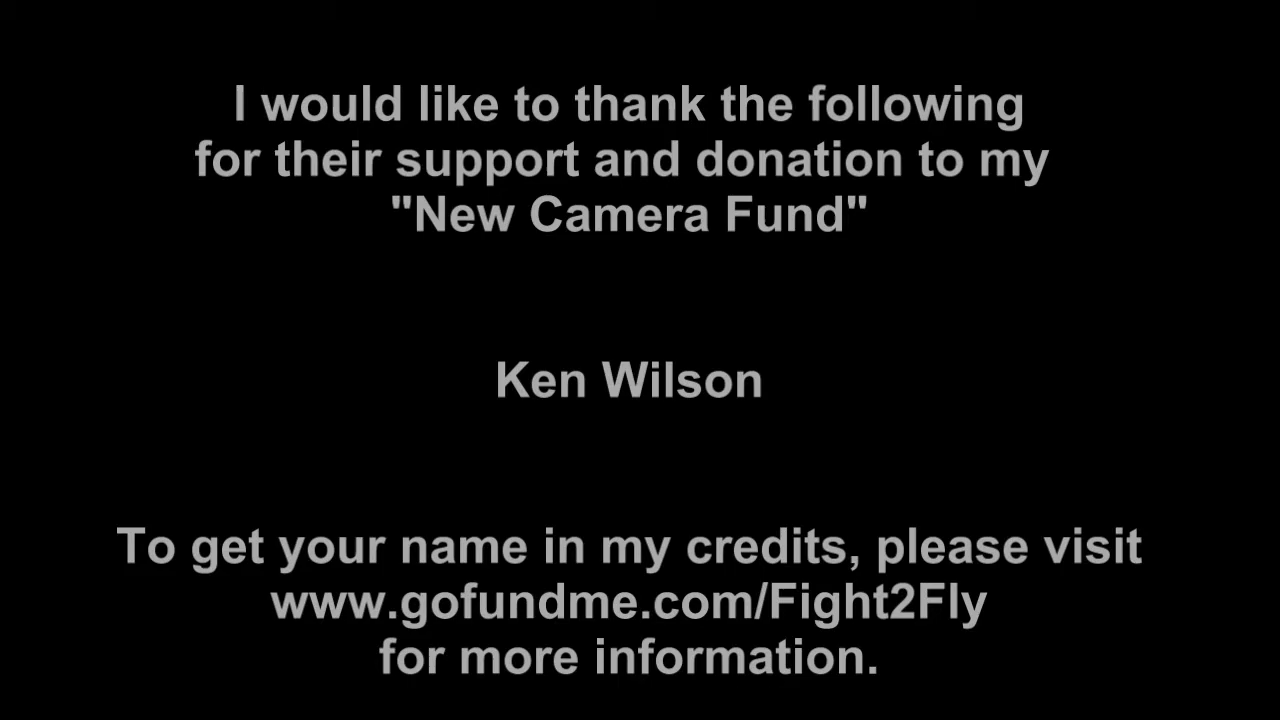 I would like to thank the following
for their support and donation to my
"New Camera Fund"
Ken Wilson
To get your name in my credits, please visit
www.gofundme.com/Fight2Fly
for more information.